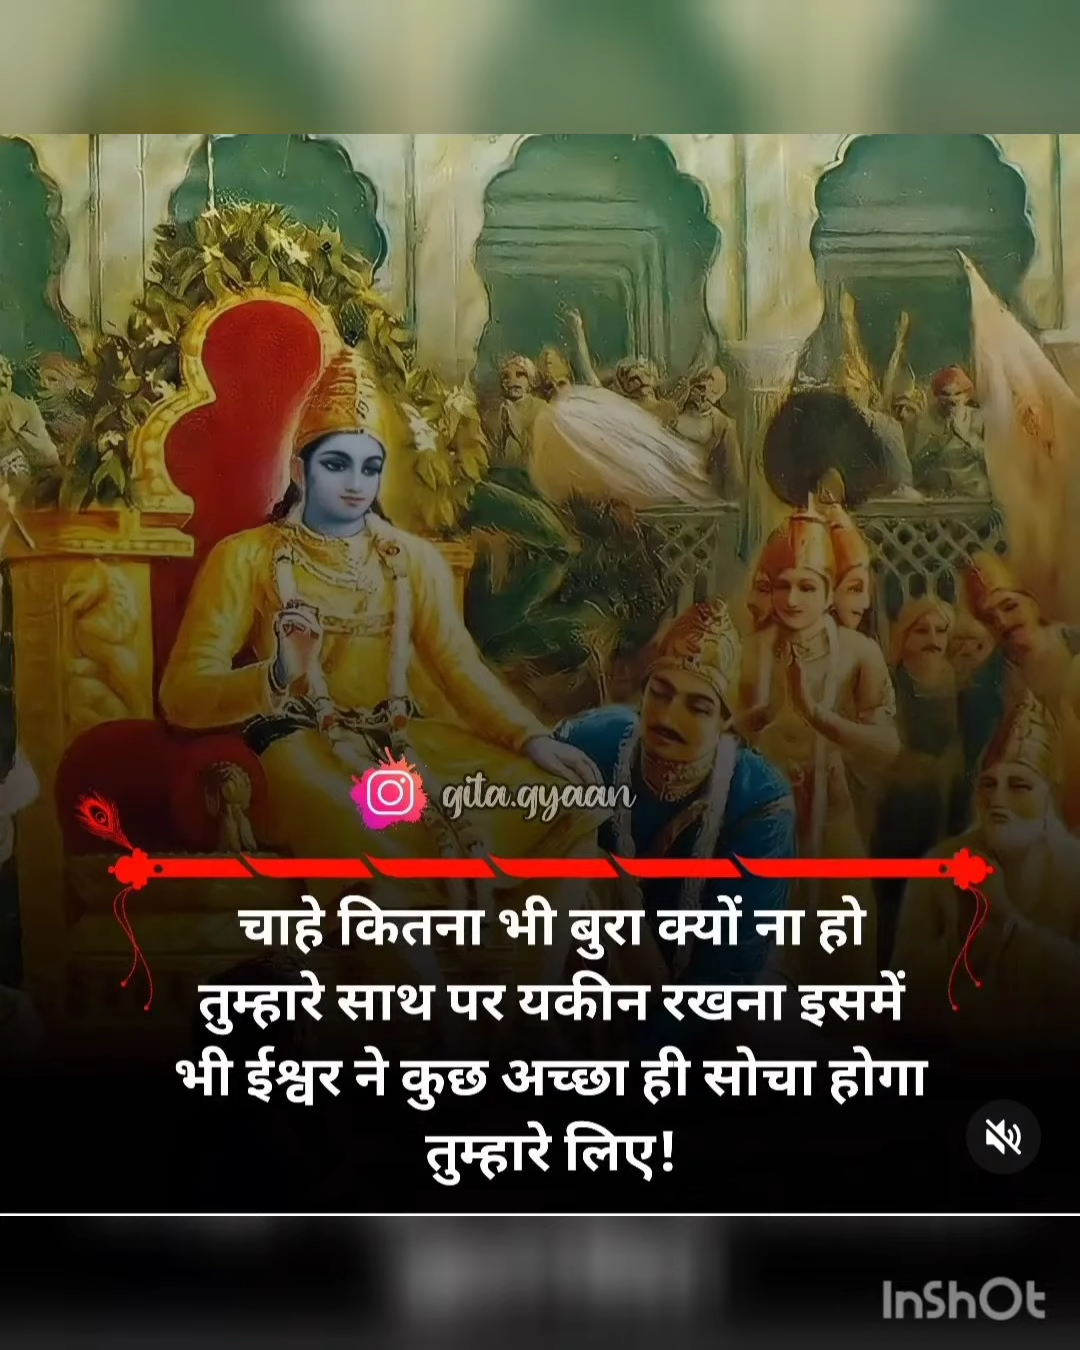 gita.gyaan
चाहे कितना भी बुरा क्यों ना हो
तुम्हारे साथ पर यकीन रखना इसमें
भी ईश्वर ने कुछ अच्छा ही सोचा होगा
तुम्हारे लिए!
InShOt